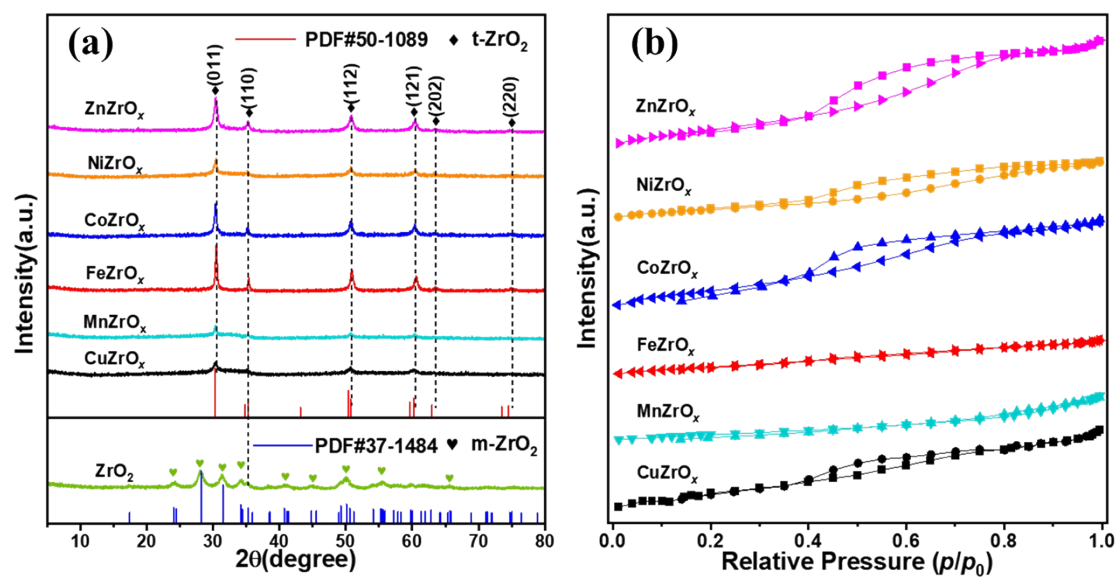 (a)
PDF#50-1089 ♦ t-ZrO₂
(011)
(110)
(112)
(121)
(202)
(220)
ZnZrOₓ
NiZrOₓ
CoZrOₓ
FeZrOₓ
MnZrOₓ
CuZrOₓ
PDF#37-1484 ♥ m-ZrO₂
ZrO₂
Intensity(a.u.)
10 20 30 40 50 60 70 80
2θ(degree)
(b)
ZnZrOₓ
NiZrOₓ
CoZrOₓ
FeZrOₓ
MnZrOₓ
CuZrOₓ
Intensity(a.u.)
0.0 0.2 0.4 0.6 0.8 1.0
Relative Pressure (p/p₀)